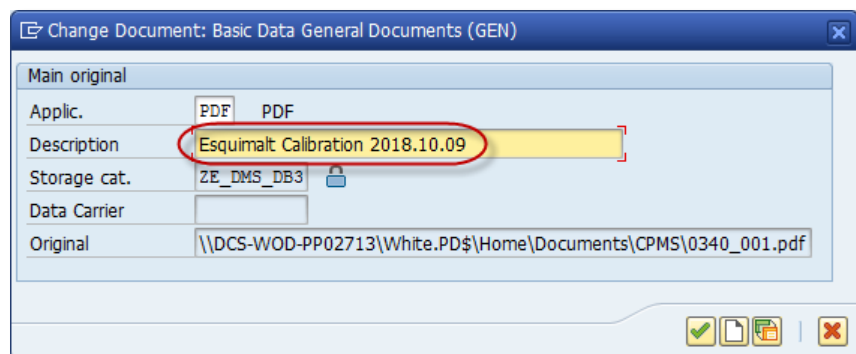 Change Document: Basic Data General Documents (GEN)
Main original
Applic. PDF PDF
Description Esquimalt Calibration 2018.10.09
Storage cat. ZE_DMS_DB3
Data Carrier
Original \\DCS-WOD-PP02713\White.PD$\Home\Documents\CPMS\0340_001.pdf